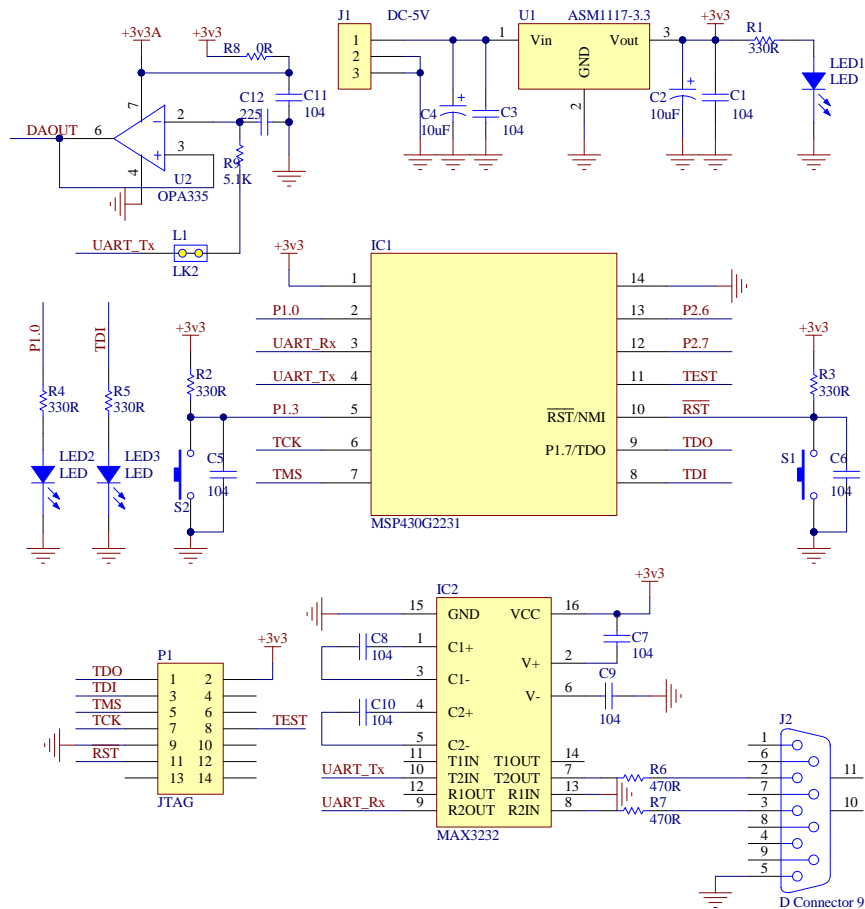 +3v3A
+3v3
R8
0R
C11
104
C12
225
7
2
6
3
4
DAOUT
U2
OPA335
R9
5.1K
L1
UART_Tx
LK2
J1
DC-5V
1
2
3
C4
10uF
C3
104
U1
ASM1117-3.3
1
Vin
Vout
3
GND
2
+3v3
C2
10uF
C1
104
R1
330R
LED1
LED
P1.0
TDI
R4
330R
R5
330R
LED2
LED
LED3
LED
+3v3
R2
330R
C5
104
S2
+3v3
IC1
1
14
P1.0
2
13
P2.6
UART_Rx
3
12
P2.7
UART_Tx
4
11
TEST
P1.3
5
RST/NMI
10
RST
TCK
6
P1.7/TDO
9
TDO
TMS
7
8
TDI
MSP430G2231
+3v3
R3
330R
S1
C6
104
P1
+3v3
TDO
1
2
TDI
3
4
TMS
5
6
TCK
7
8
TEST
9
10
RST
11
12
13
14
JTAG
IC2
15
GND
VCC
16
+3v3
C8
104
1
C1+
C7
104
3
C1-
V+
2
C10
104
4
C2+
V-
6
C9
104
5
C2-
11
T1IN
T1OUT
14
UART_Tx
10
T2IN
T2OUT
7
R6
470R
12
R1OUT
R1IN
13
UART_Rx
9
R2OUT
R2IN
8
R7
470R
MAX3232
J2
1
6
2
11
7
3
10
8
4
9
5
D Connector 9